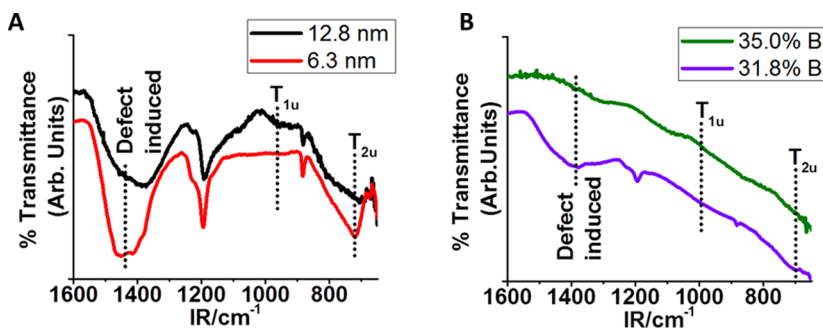 A
12.8 nm
6.3 nm
% Transmittance
(Arb. Units)
Defect
induced
T1u
T2u
1600 1400 1200 1000 800
IR/cm-1
B
35.0% B
31.8% B
% Transmittance
(Arb.Units)
Defect
induced
T1u
T2u
1600 1400 1200 1000 800
IR/cm-1